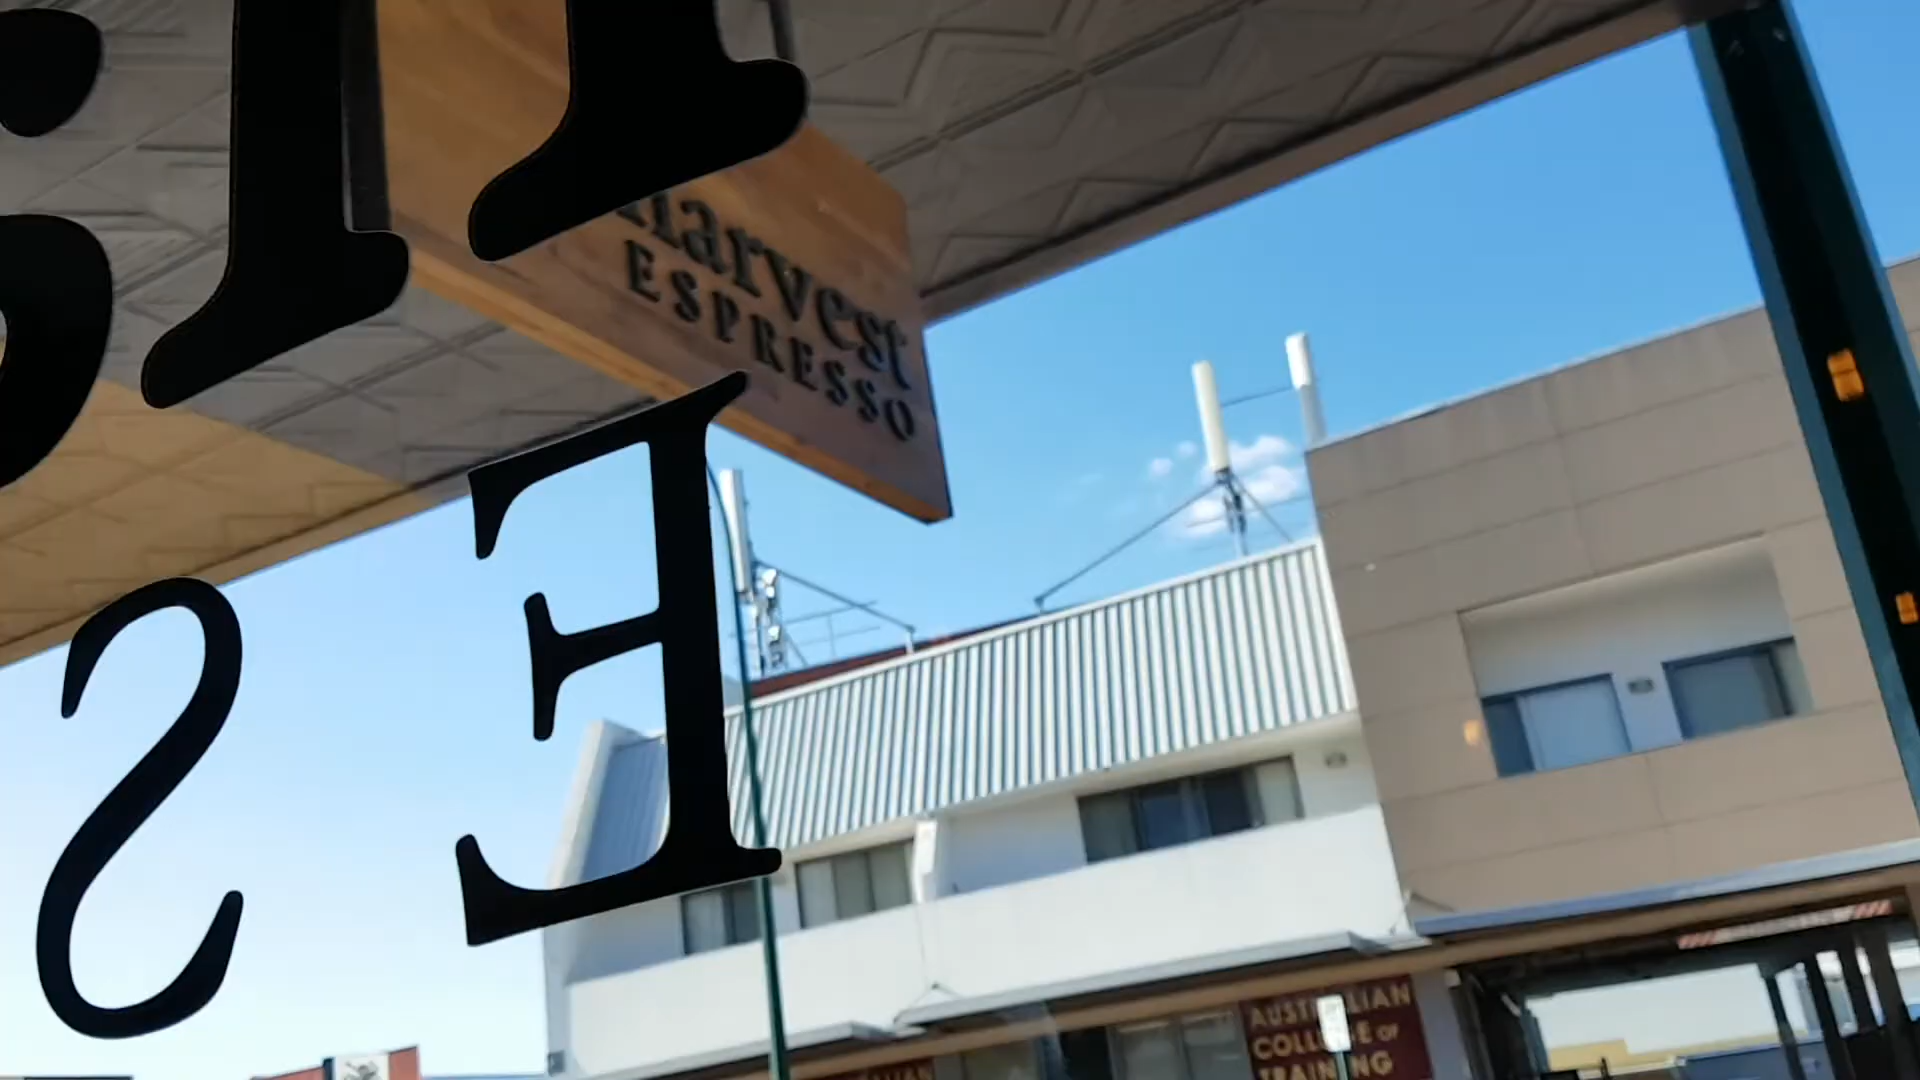 harvest
ESPRESSO
E
S
AUSTRALIAN
COLLEGE OF
TRAINING